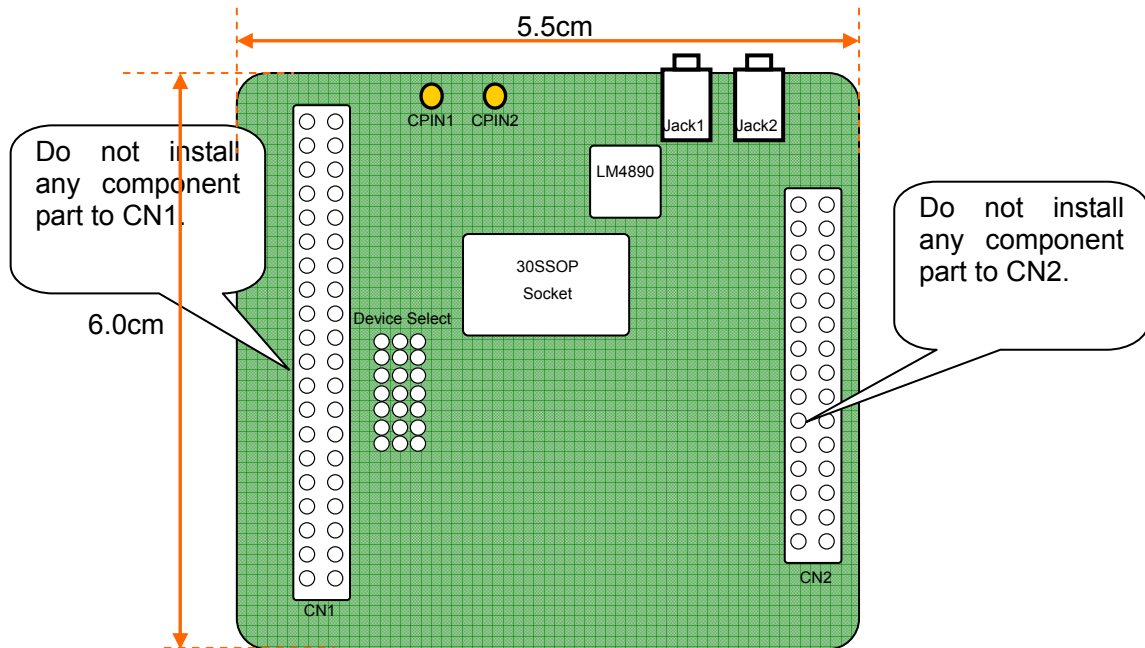 5.5cm
CPIN1
CPIN2
Jack1
Jack2
Do not install
any component
part to CN1.
LM4890
Do not install
any component
part to CN2.
30SSOP
Socket
6.0cm
Device Select
CN2
CN1